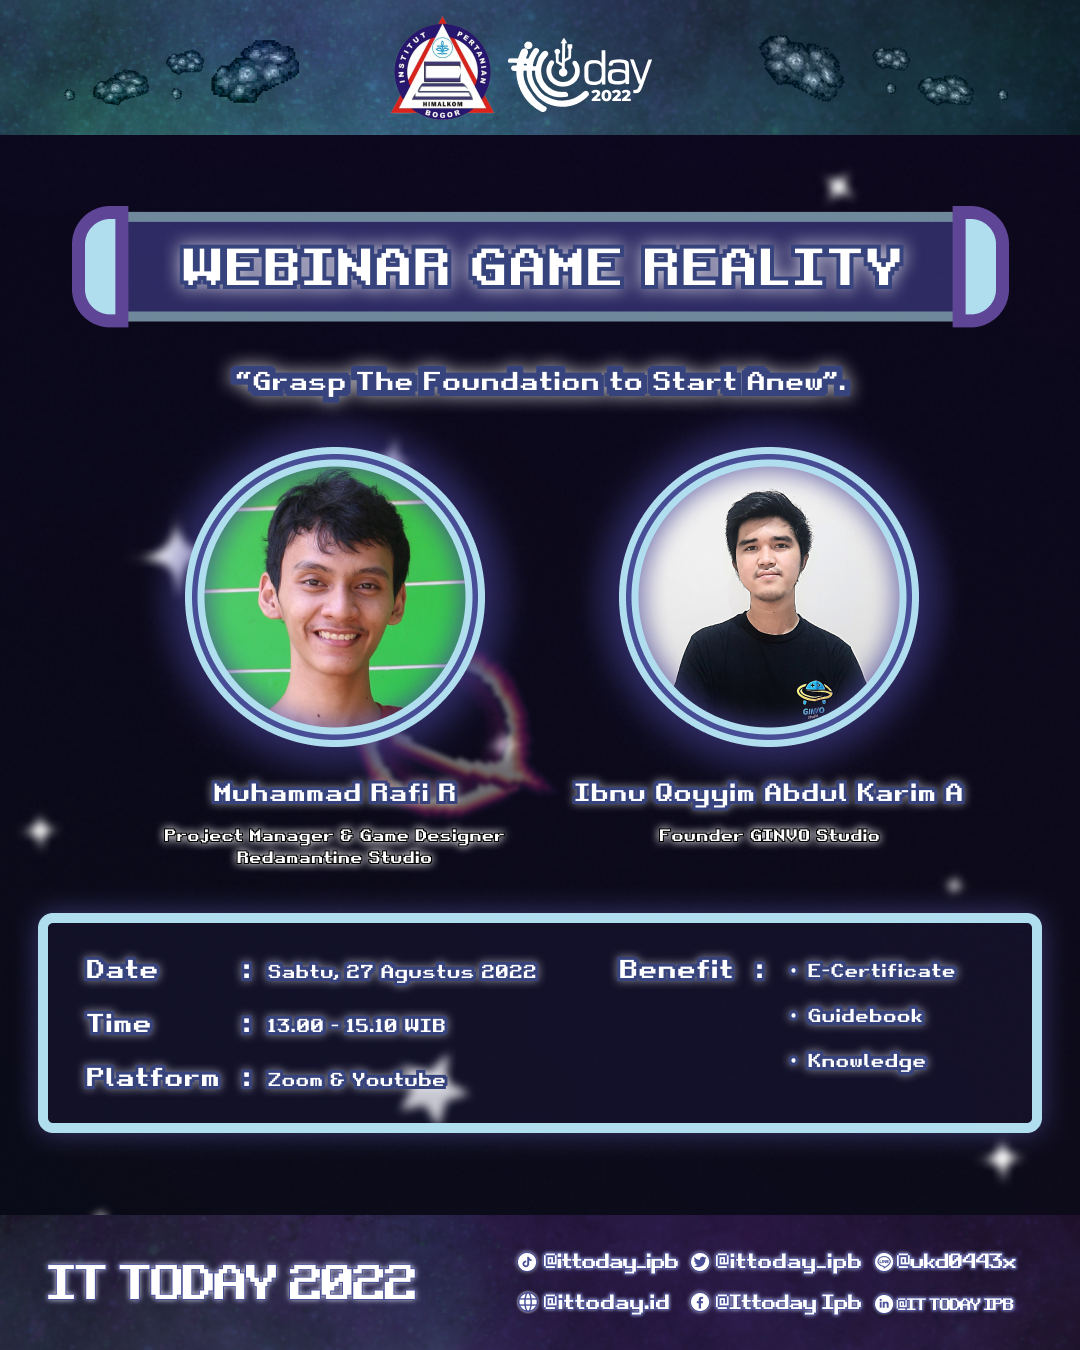 INSTITUT PERTANIAN
HIMALKOM
BOGOR
itoday
2022
WEBINAR GAME REALITY
“Grasp The Foundation to Start Anew”.
GINVO
Muhammad Rafi R
Project Manager & Game Designer
Redamantine Studio
Ibnu Qoyyim Abdul Karim A
Founder GINVO Studio
Date : Sabtu, 27 Agustus 2022
Time : 13.00 - 15.10 WIB
Platform : Zoom & Youtube
Benefit : • E-Certificate
• Guidebook
• Knowledge
IT TODAY 2022
@ittoday_ipb @ittoday_ipb @ukd0443x
@ittoday.id @Ittoday Ipb @IT TODAY IPB